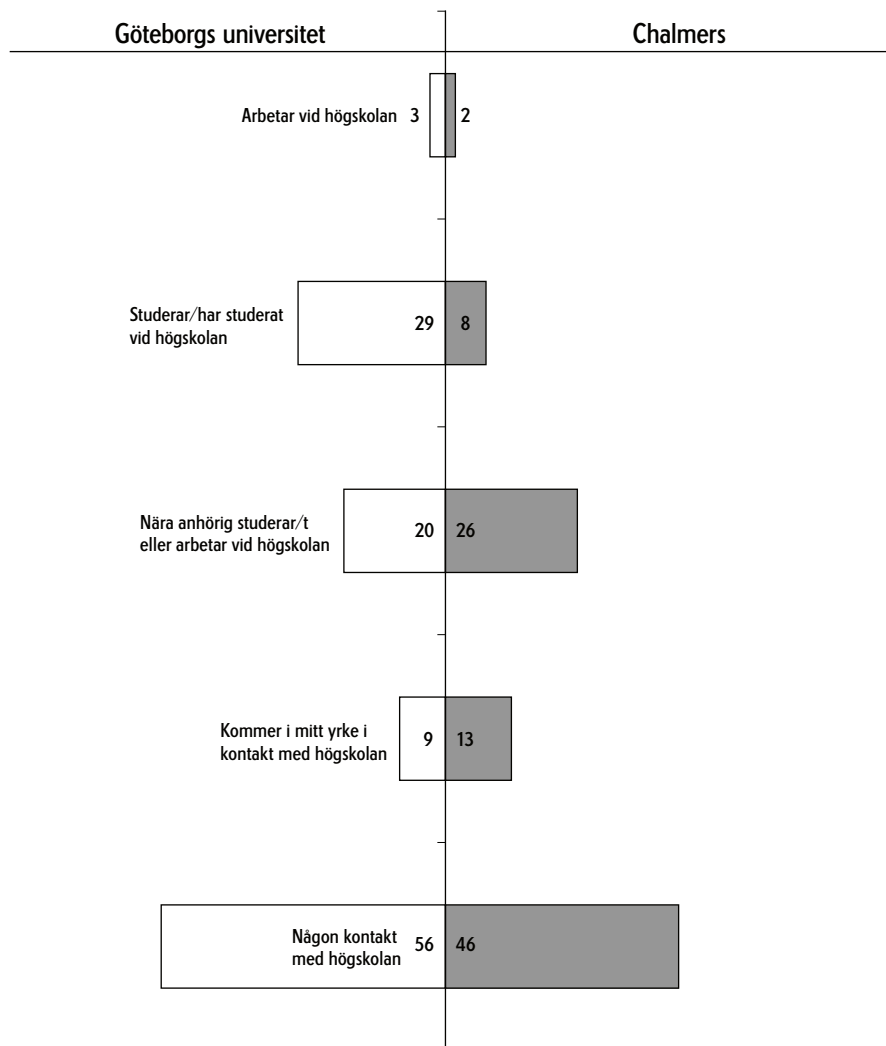 Göteborgs universitet
Chalmers
Arbetar vid högskolan 3 2
Studerar/har studerat
vid högskolan
29 8
Nära anhörig studerar/t
eller arbetar vid högskolan
20 26
Kommer i mitt yrke i
kontakt med högskolan
9 13
Någon kontakt
med högskolan
56 46